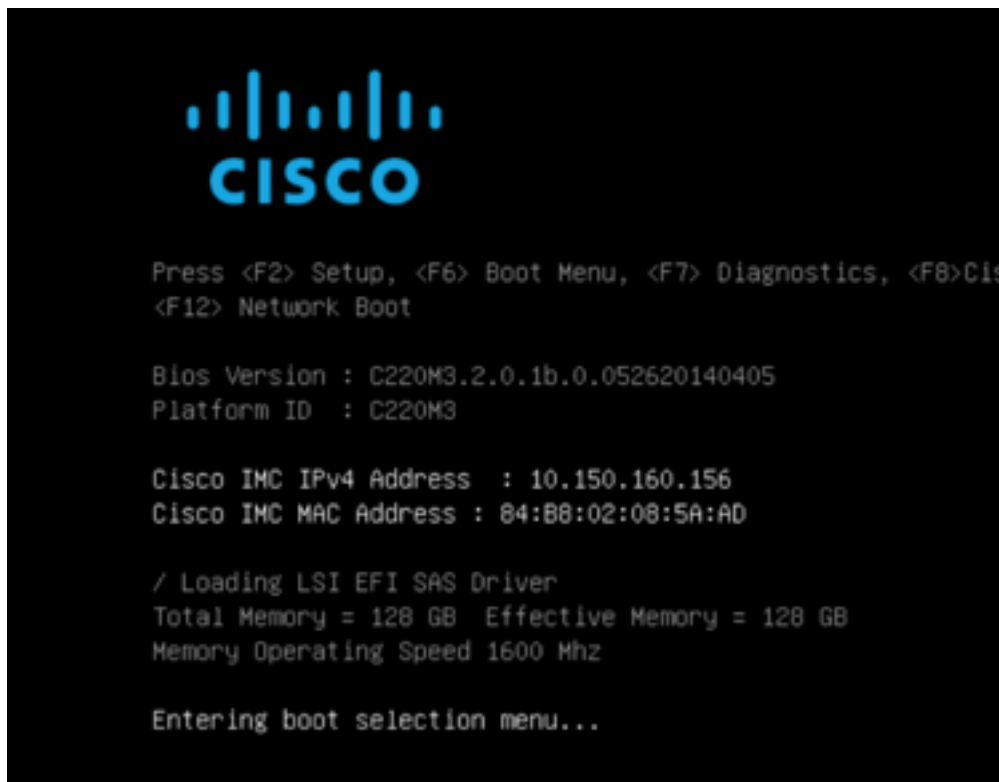 CISCO
Press <F2> Setup, <F6> Boot Menu, <F7> Diagnostics, <F8>Cis
<F12> Network Boot
Bios Version : C220M3.2.0.1b.0.052620140405
Platform ID : C220M3
Cisco IMC IPv4 Address : 10.150.160.156
Cisco IMC MAC Address : 84:B8:02:08:5A:AD
/ Loading LSI EFI SAS Driver
Total Memory = 128 GB Effective Memory = 128 GB
Memory Operating Speed 1600 Mhz
Entering boot selection menu...